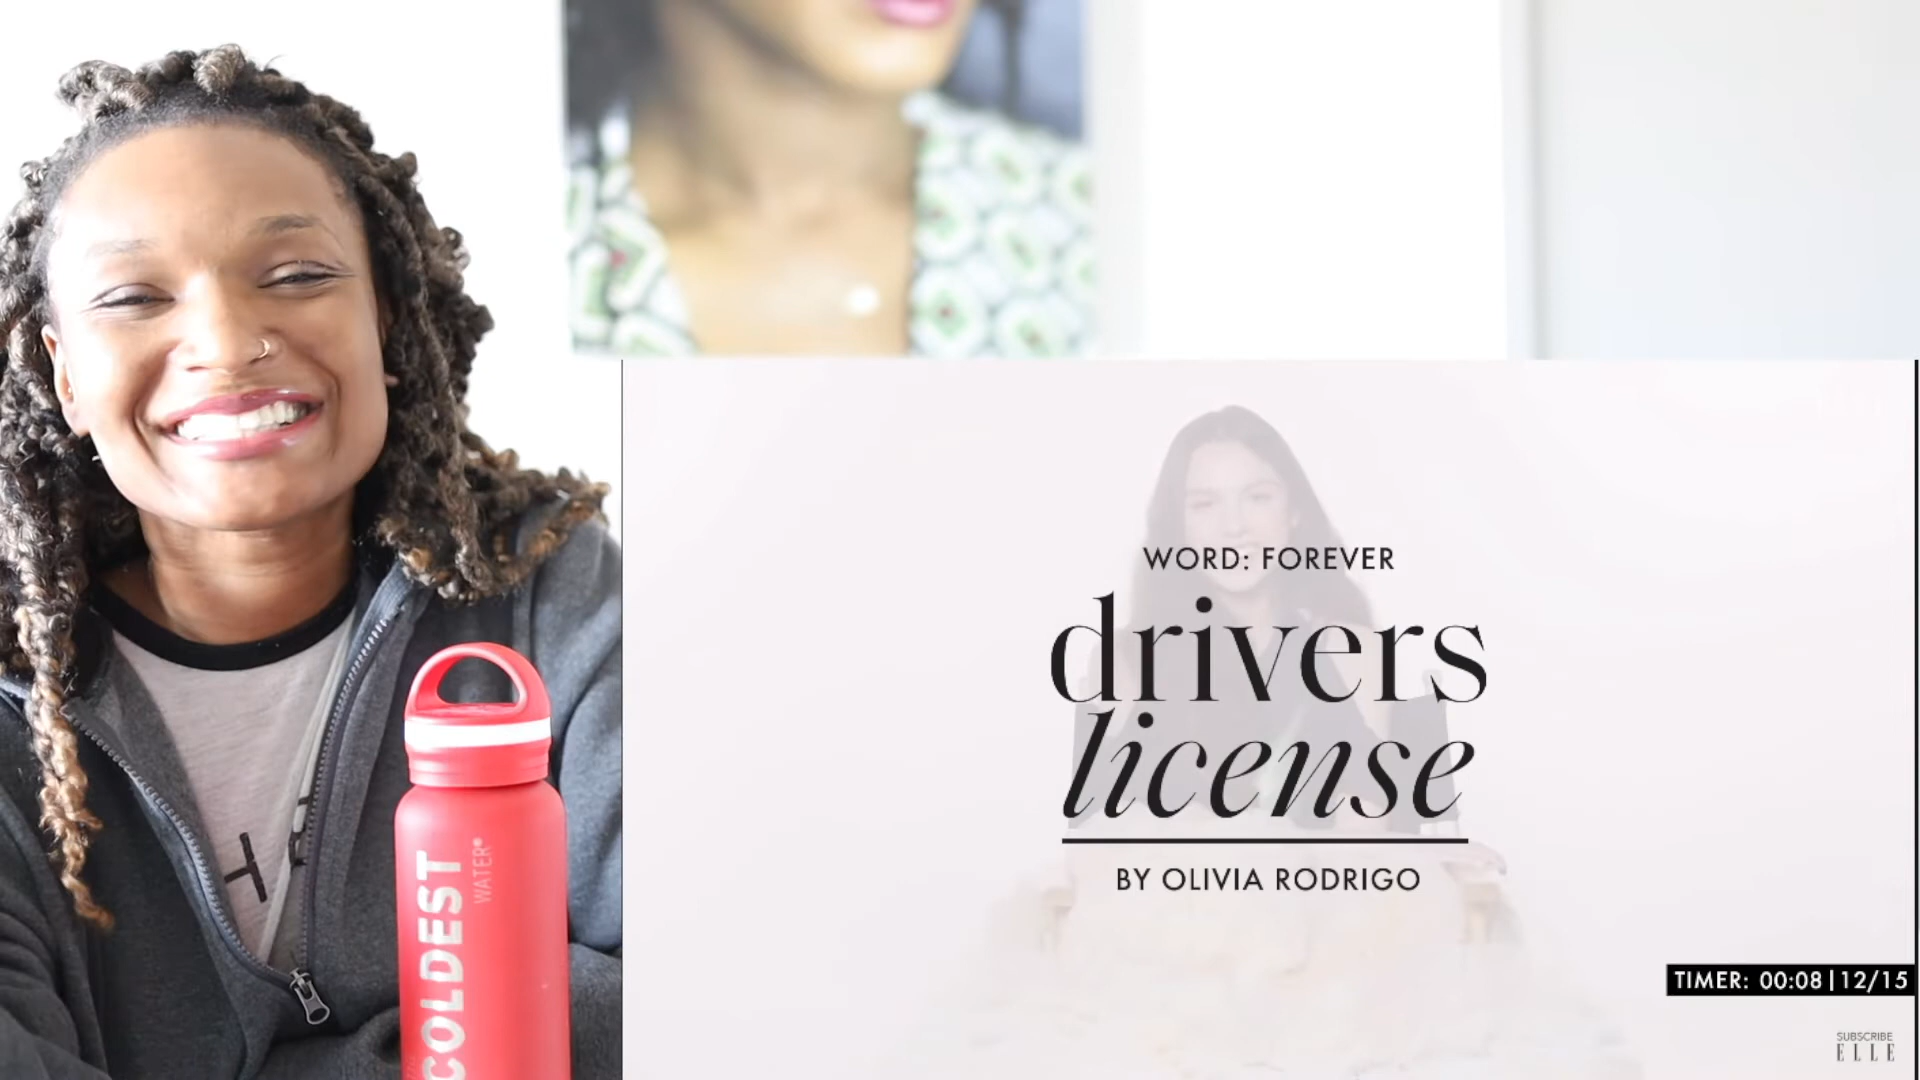 WORD: FOREVER
drivers
license
BY OLIVIA RODRIGO
COLDEST
WATER®
TIMER: 00:08|12/15
SUBSCRIBE
ELLE